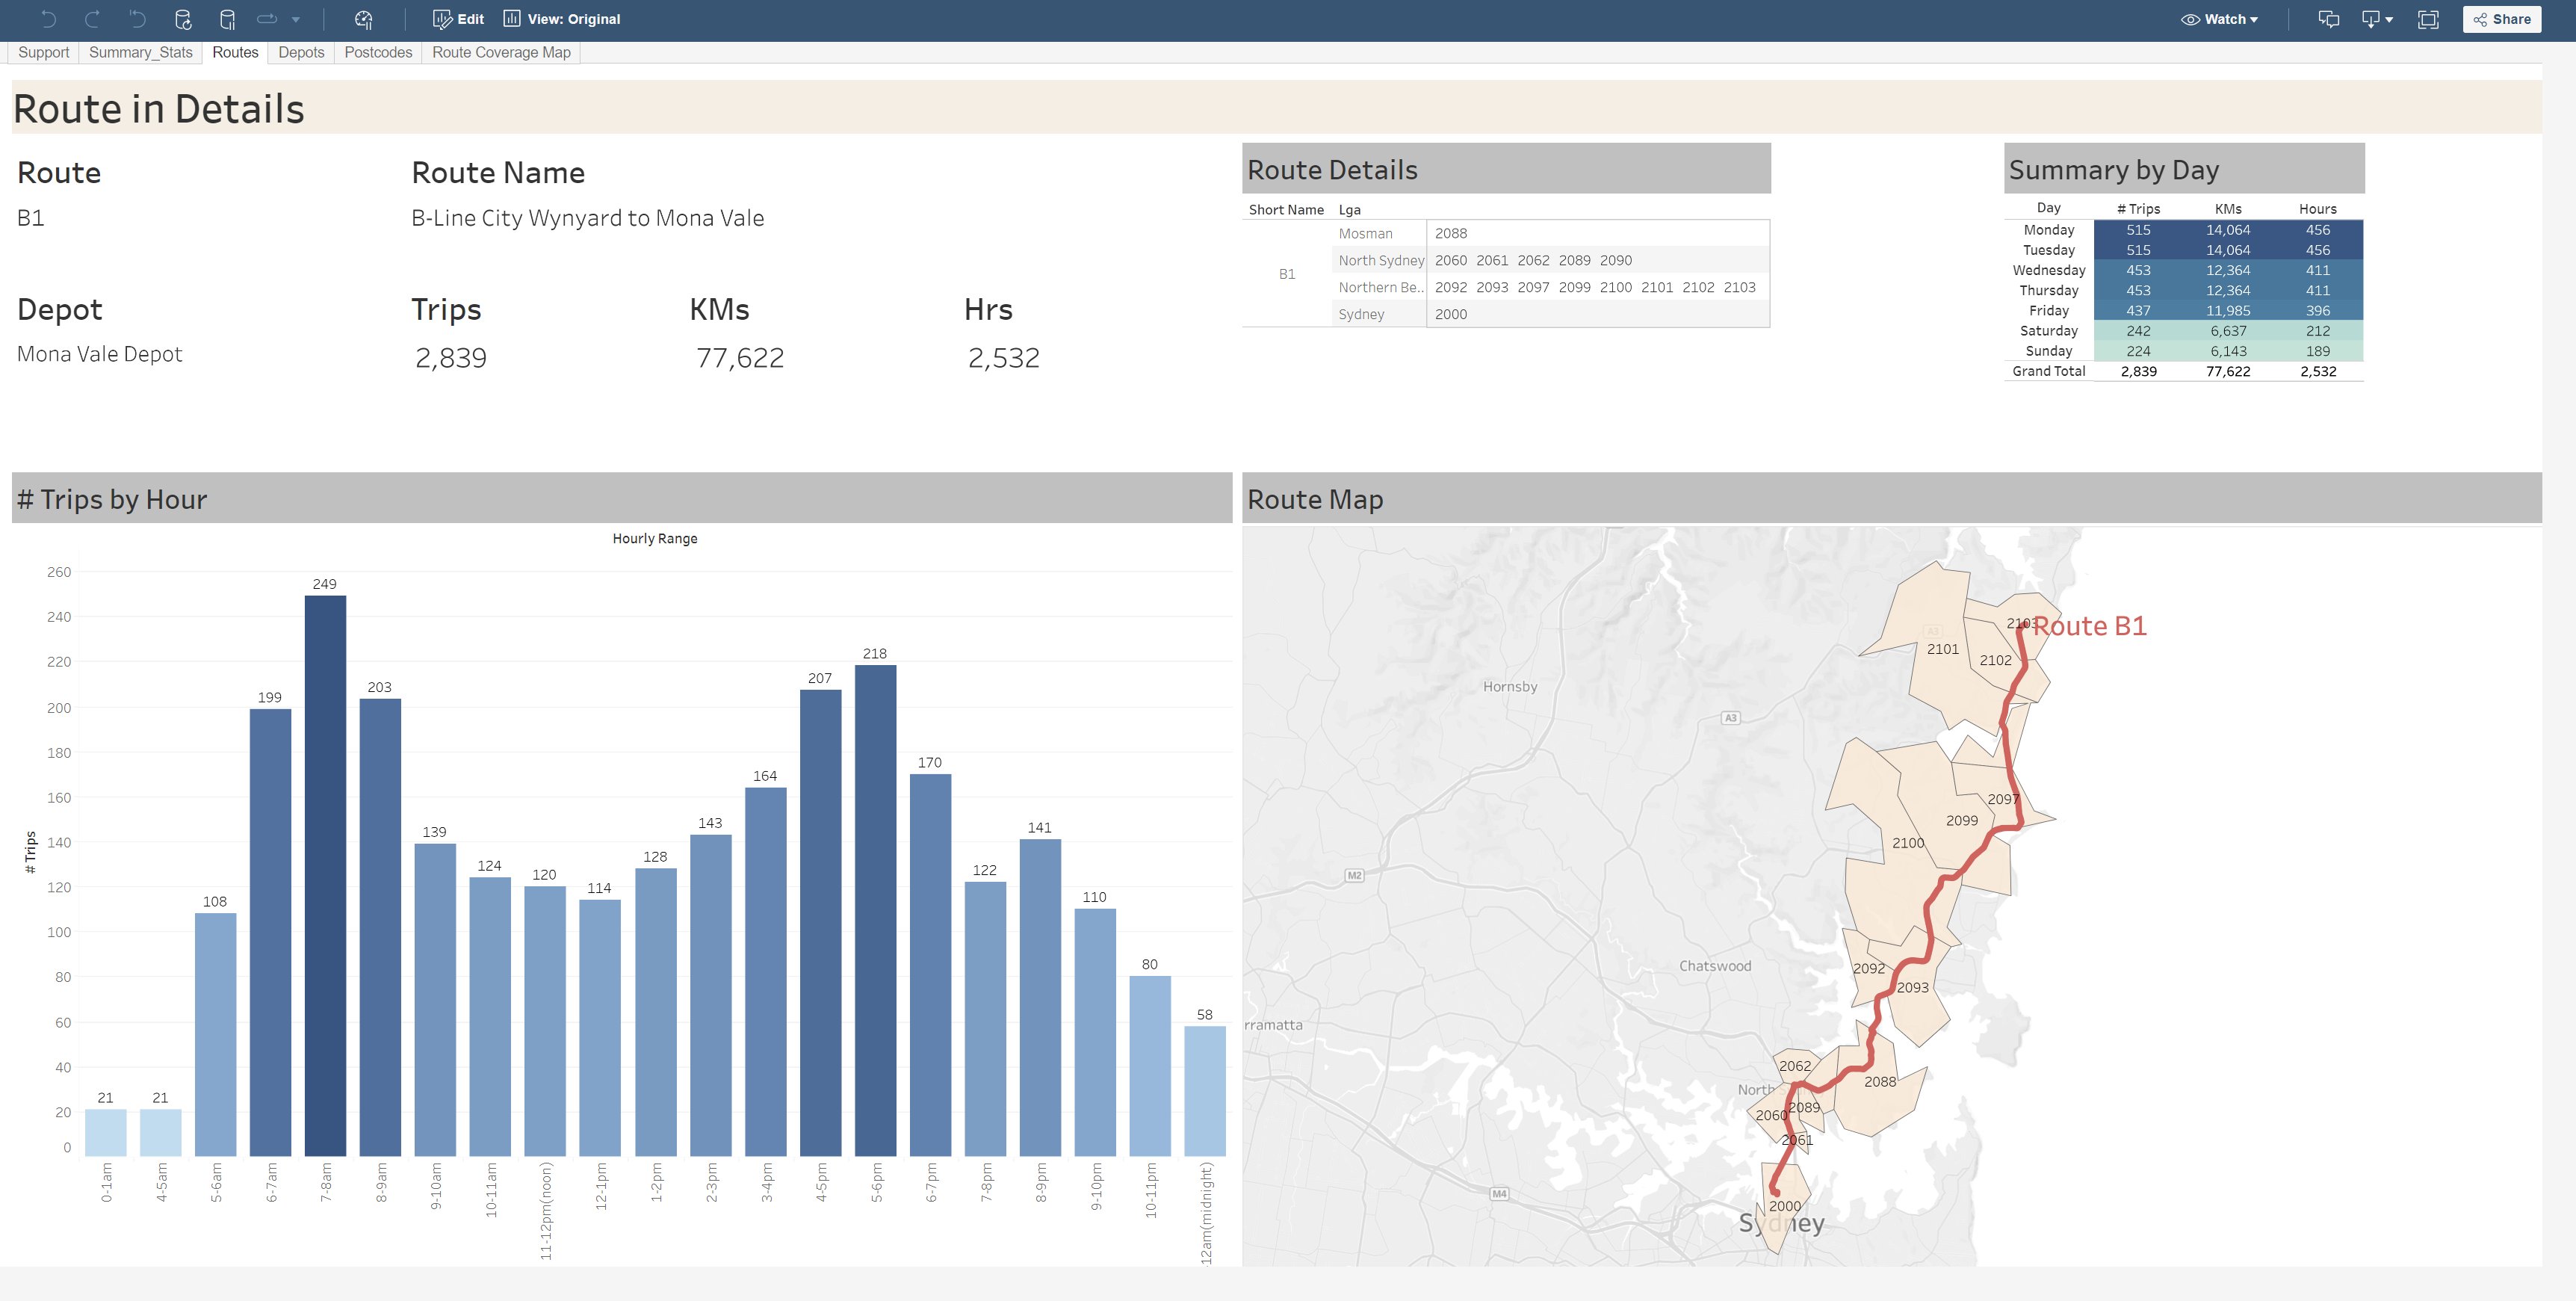 Edit
View: Original
Watch
Share
Support
Summary_Stats
Routes
Depots
Postcodes
Route Coverage Map
Route in Details
Route
Route Name
B1
B-Line City Wynyard to Mona Vale
Depot
Trips
KMs
Hrs
Mona Vale Depot
2,839
77,622
2,532
Route Details
Short Name Lga
B1
Mosman 2088
North Sydney 2060 2061 2062 2089 2090
Northern Be.. 2092 2093 2097 2099 2100 2101 2102 2103
Sydney 2000
Summary by Day
Day # Trips KMs Hours
Monday 515 14,064 456
Tuesday 515 14,064 456
Wednesday 453 12,364 411
Thursday 453 12,364 411
Friday 437 11,985 396
Saturday 242 6,637 212
Sunday 224 6,143 189
Grand Total 2,839 77,622 2,532
# Trips by Hour
Hourly Range
# Trips
260
240
220
200
180
160
140
120
100
80
60
40
20
0
21
21
108
199
249
203
139
124
120
114
128
143
164
207
218
170
122
141
110
80
58
0-1am
4-5am
5-6am
6-7am
7-8am
8-9am
9-10am
10-11am
11-12pm(noon)
12-1pm
1-2pm
2-3pm
3-4pm
4-5pm
5-6pm
6-7pm
7-8pm
8-9pm
9-10pm
10-11pm
-12am(midnight)
Route Map
2103
Route B1
A3
2101
2102
Hornsby
A3
2097
2099
2100
M2
Chatswood
2092
2093
rramatta
2062
2088
North
2089
2060
2061
M4
2000
Sydney